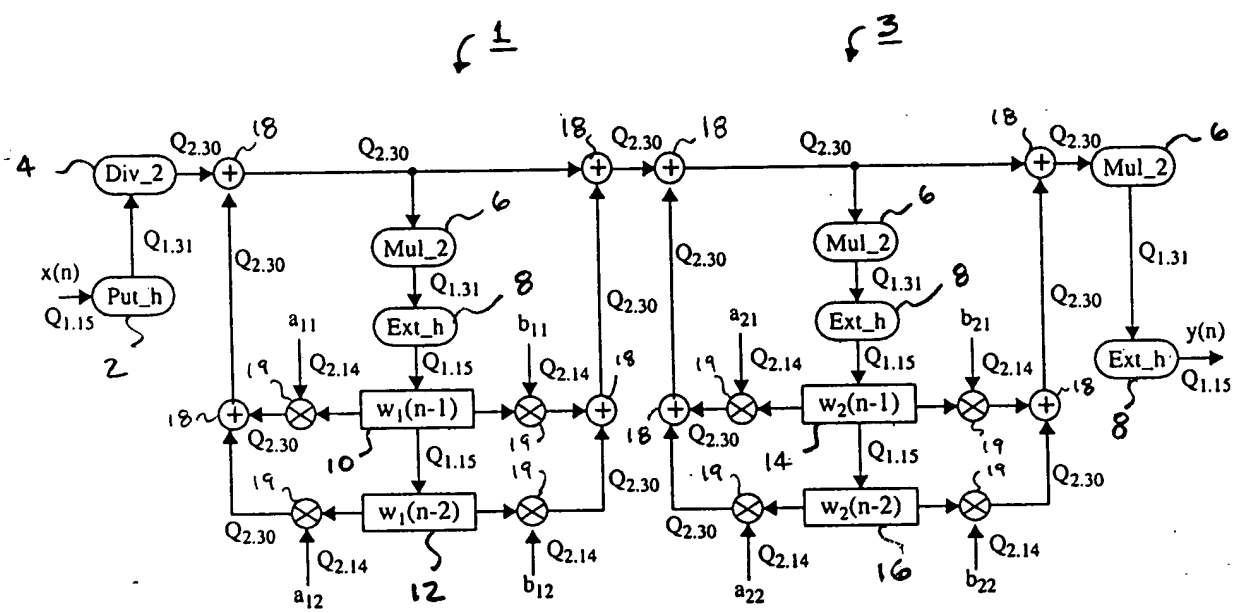 1 3
18 18 18 18
Q2.30 Q2.30 Q2.30 Q2.30 Q2.30 6
4 Div_2 Mul_2
6 6
Q1.31 Q2.30 Mul_2 Q2.30 Mul_2 Q1.31
x(n) Q1.31 8 Q2.30 Q1.31 8 Q2.30
Put_h a11 Ext_h b11 a21 Ext_h b21 Ext_h y(n)
Q1.15 Q1.15
2 19 Q2.14 Q1.15 Q2.14 18 19 Q2.14 Q1.15 Q2.14 18 8
18 w1(n-1) 18 w2(n-1)
Q2.30 10 19 Q2.30 14 19
19 Q1.15 19 Q2.30 19 Q1.15 19 Q2.30
w1(n-2) w2(n-2)
Q2.30 Q2.14 12 Q2.14 Q2.30 Q2.14 16 Q2.14
a12 b12 a22 b22